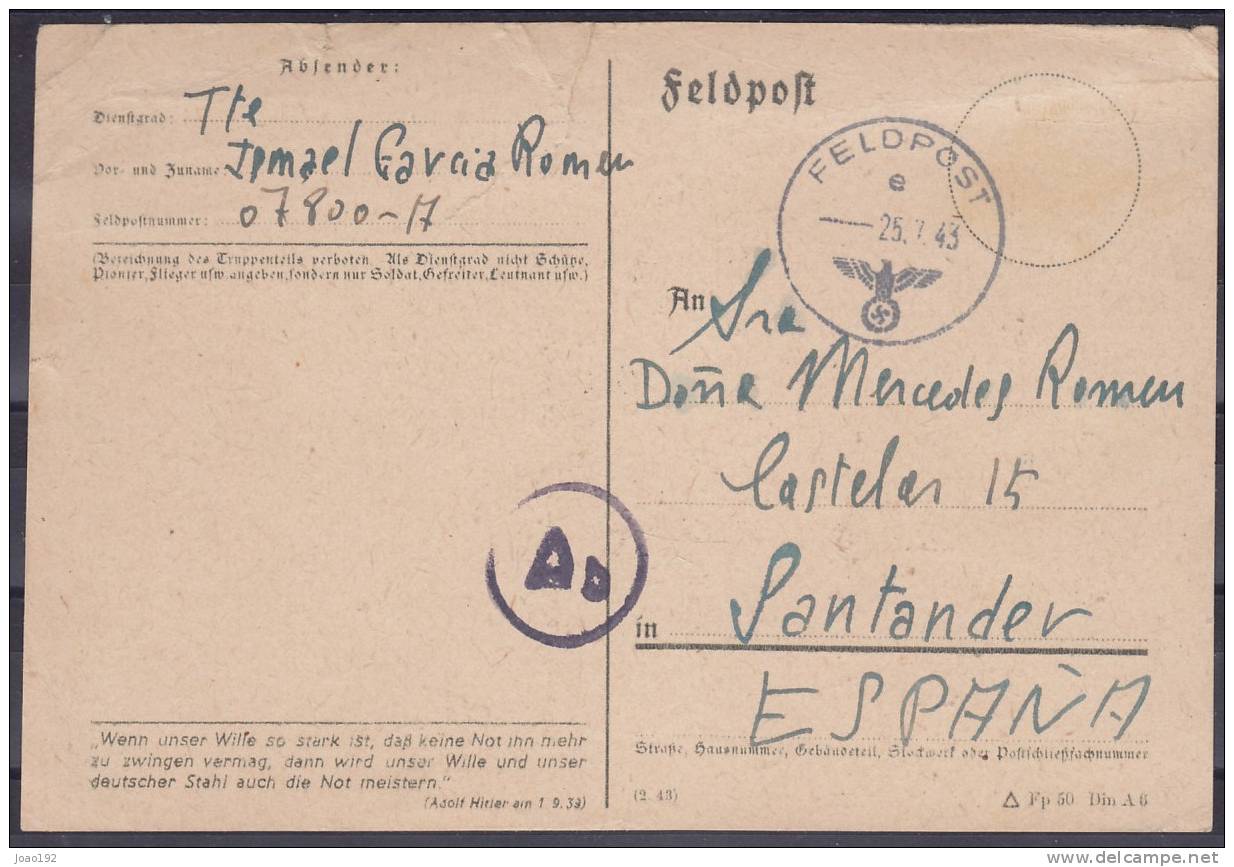 Absender:
Dienstgrad: Tte
Vor- und Zuname: Ismael Garcia Romeu
Feldpostnummer: 07800-A
(Bezeichnung des Truppenteils verboten. Als Dienstgrad nicht Schütze,
Pionier, Flieger usw. angeben, sondern nur Soldat, Gefreiter, Leutnant usw.)
„Wenn unser Wille so stark ist, daß keine Not ihn mehr
zu zwingen vermag, dann wird unser Wille und unser
deutscher Stahl auch die Not meistern."
(Adolf Hitler am 1. 9. 39)
Ab
Feldpost
FELDPOST
e
25.7.43
An Sra
Doña Mercedes Romeu
Castelar 15
in Santander
ESPAÑA
Straße, Hausnummer, Gebäudeteil, Stockwerk oder Postschließfachnummer
(2. 43)
△ Fp 50 Din A 6
joao192
www.delcampe.net